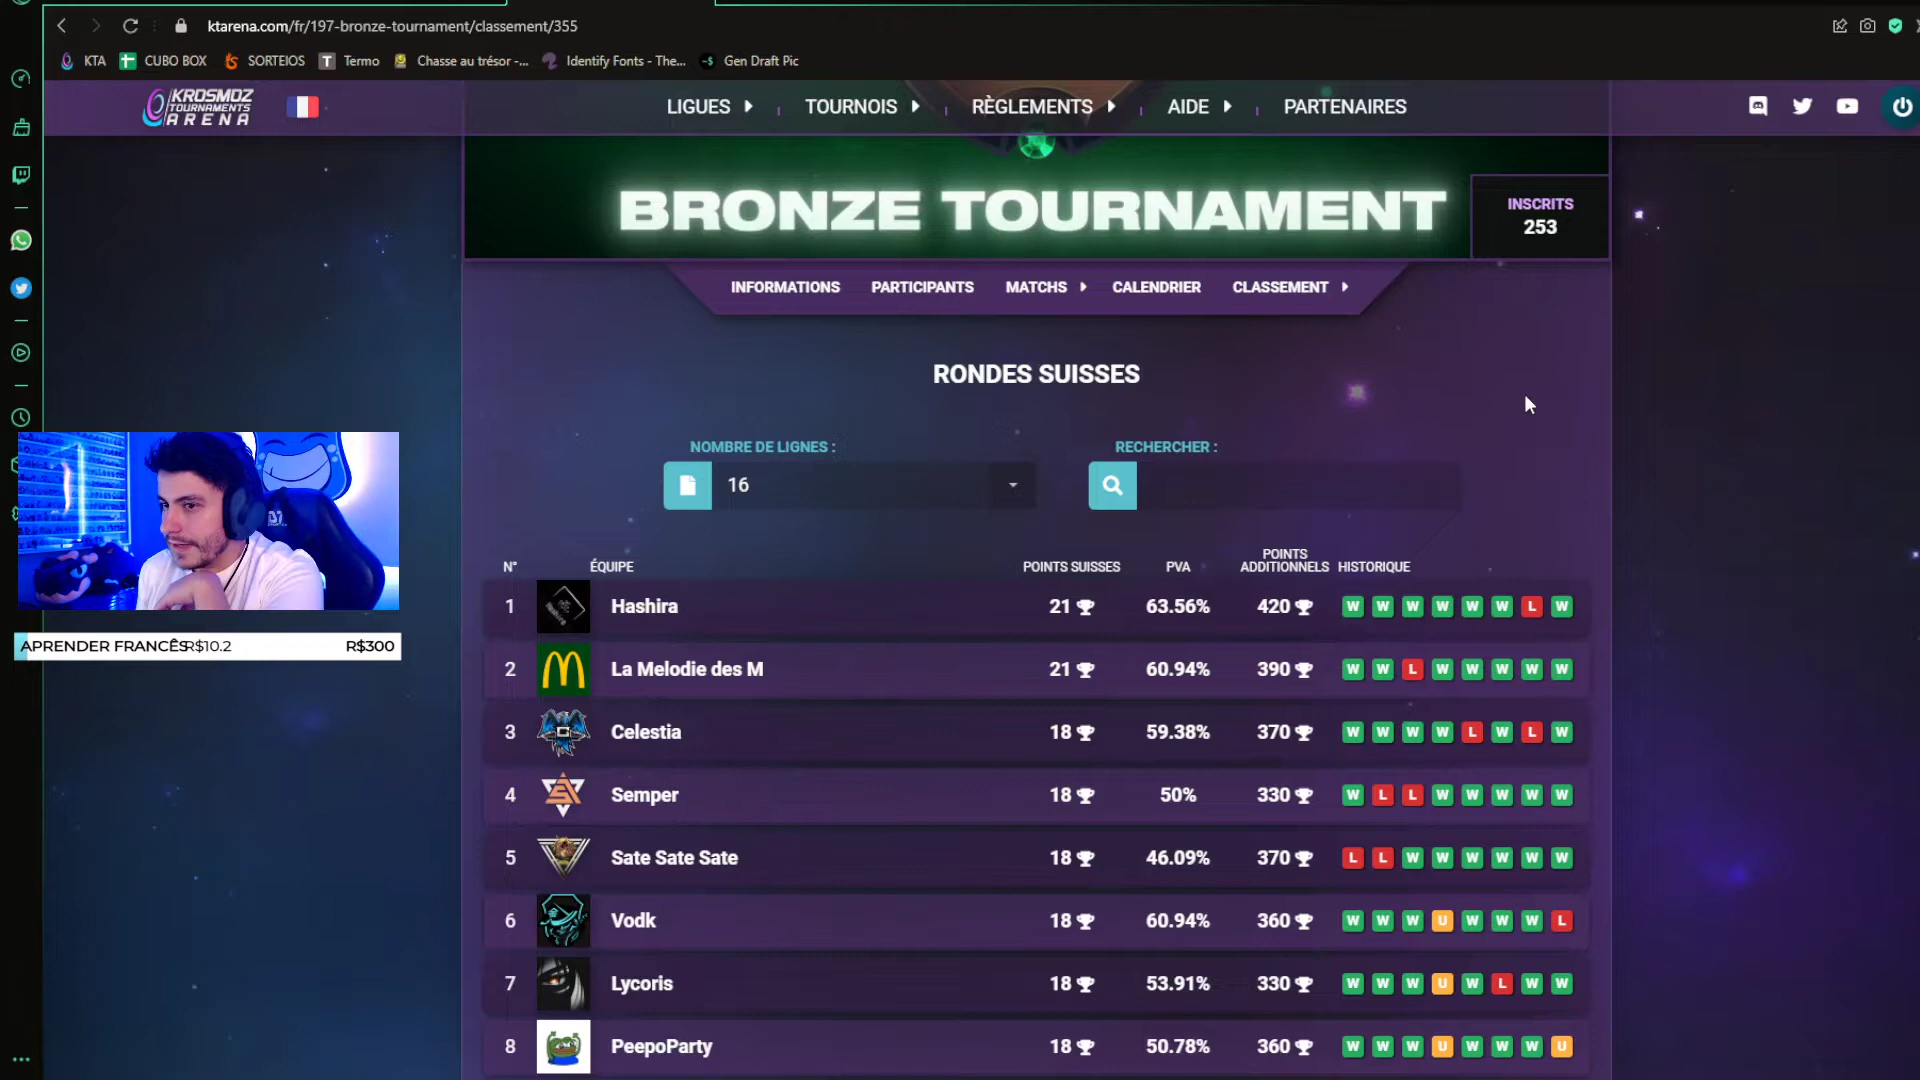 ktarena.com/fr/197-bronze-tournament/classement/355
KTA
CUBO BOX
SORTEIOS
T Termo
Chasse au trésor -...
Identify Fonts - The...
~$ Gen Draft Pic
KROSMOZ
TOURNAMENTS
ARENA
LIGUES
TOURNOIS
RÈGLEMENTS
AIDE
PARTENAIRES
BRONZE TOURNAMENT
INSCRITS
253
INFORMATIONS
PARTICIPANTS
MATCHS
CALENDRIER
CLASSEMENT
RONDES SUISSES
NOMBRE DE LIGNES :
RECHERCHER :
16
N° ÉQUIPE POINTS SUISSES PVA POINTS ADDITIONNELS HISTORIQUE
1 Hashira 21 63.56% 420 W W W W W W L W
2 La Melodie des M 21 60.94% 390 W W L W W W W W
3 Celestia 18 59.38% 370 W W W W L W L W
4 Semper 18 50% 330 W L L W W W W W
5 Sate Sate Sate 18 46.09% 370 L L W W W W W W
6 Vodk 18 60.94% 360 W W W U W W W L
7 Lycoris 18 53.91% 330 W W W U W L W W
8 PeepoParty 18 50.78% 360 W W W U W W W U
APRENDER FRANCÊS R$10.2 R$300